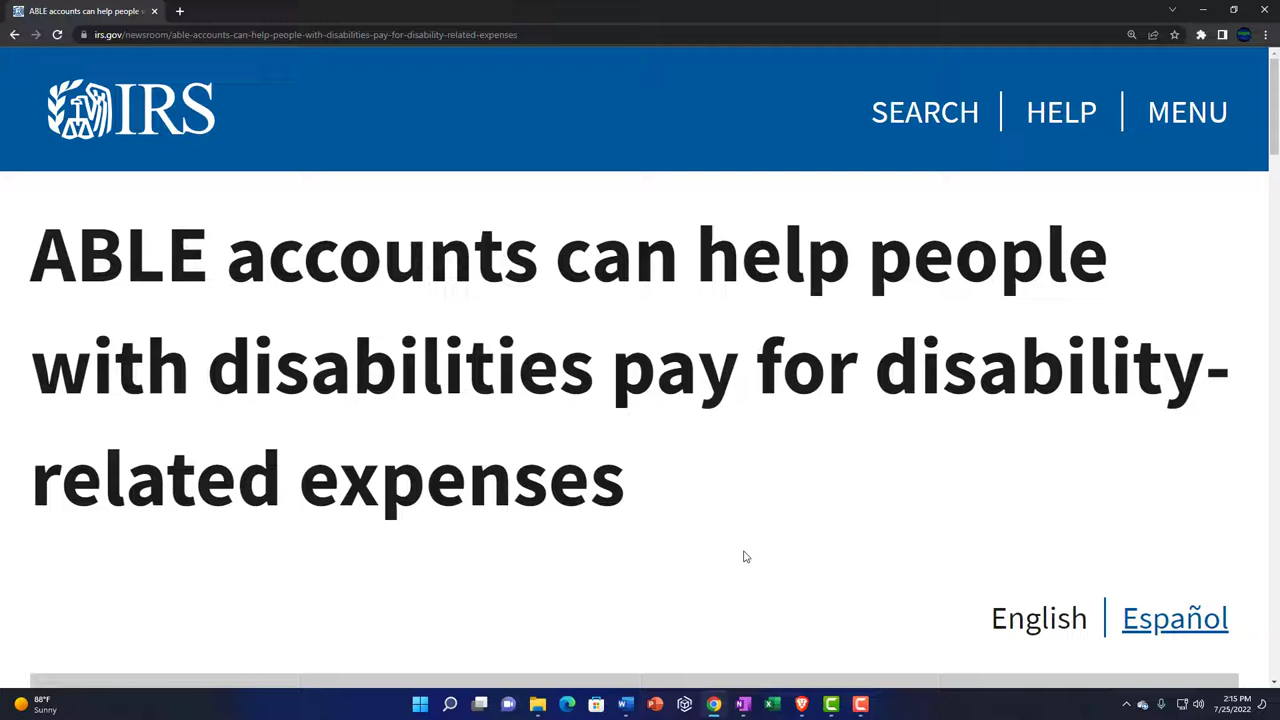 ABLE accounts can help people w
irs.gov/newsroom/able-accounts-can-help-people-with-disabilities-pay-for-disability-related-expenses
IRS
SEARCH
HELP
MENU
ABLE accounts can help people
with disabilities pay for disability-
related expenses
English
Español
88°F
Sunny
2:15 PM
7/25/2022